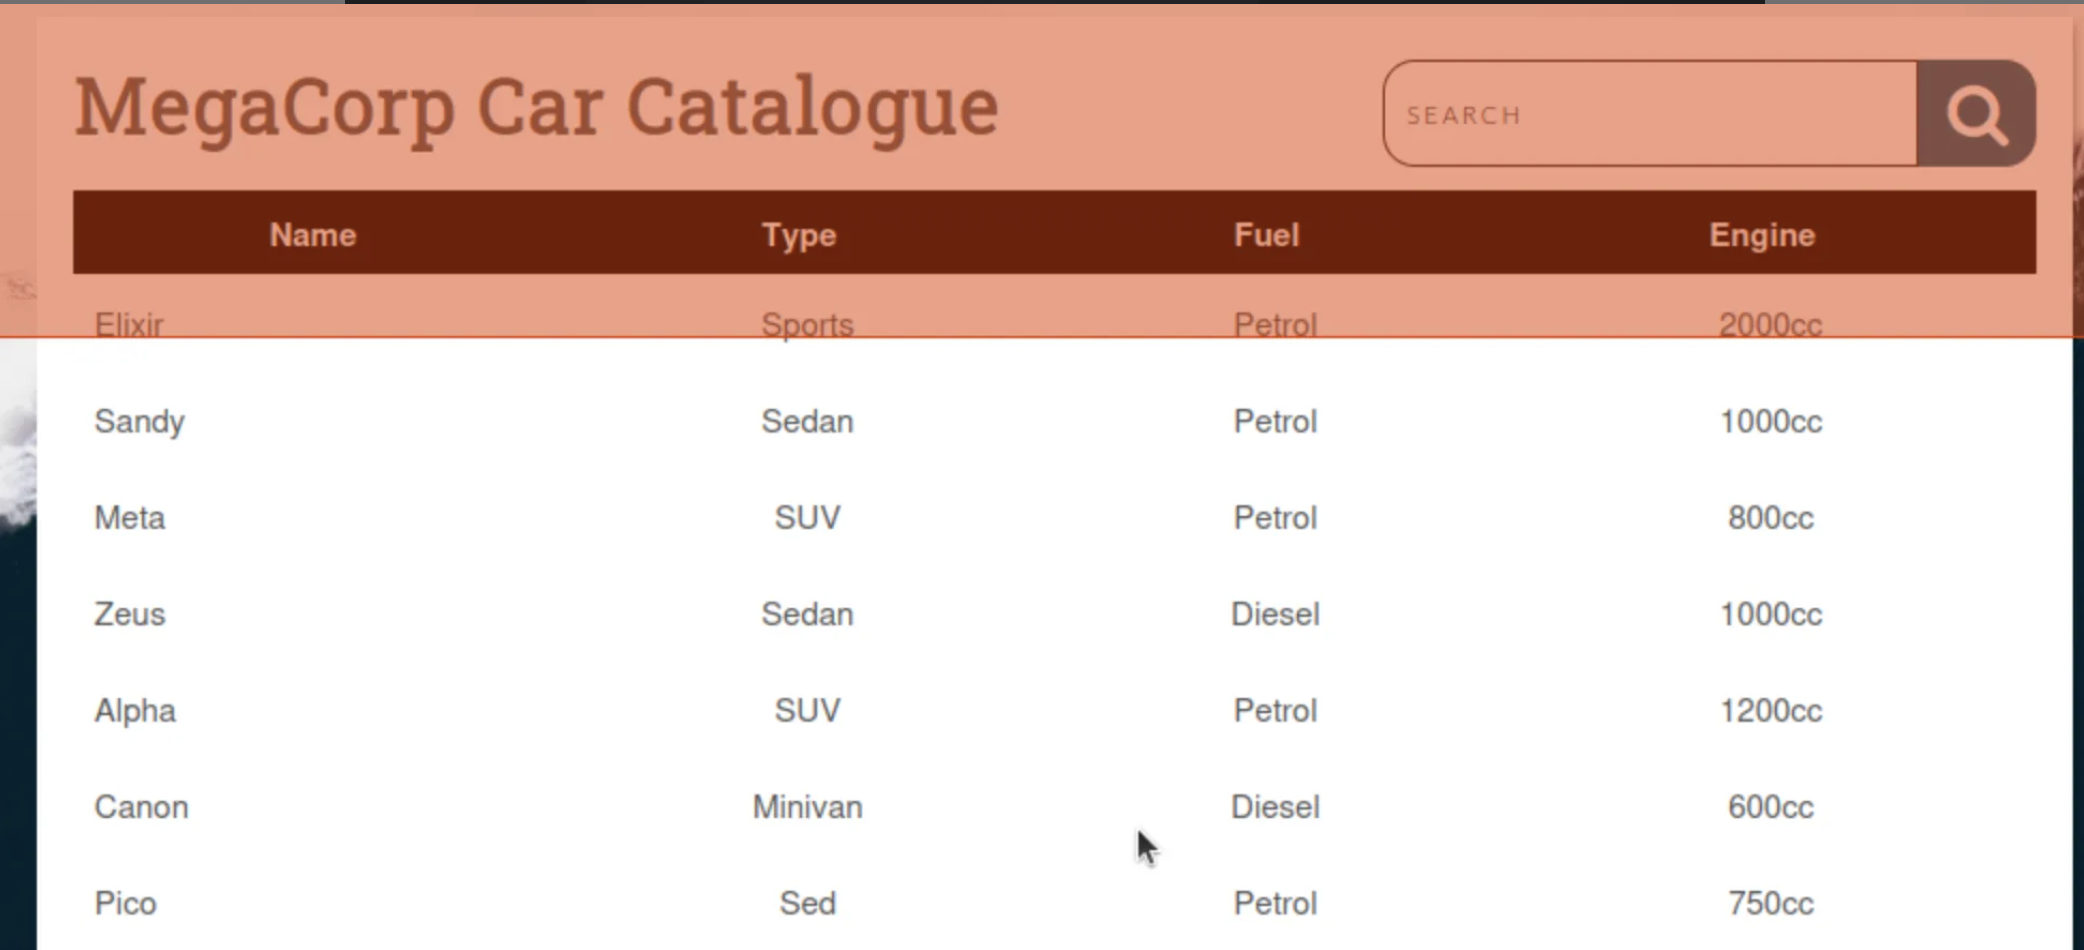 MegaCorp Car Catalogue
SEARCH
Name Type Fuel Engine
Elixir Sports Petrol 2000cc
Sandy Sedan Petrol 1000cc
Meta SUV Petrol 800cc
Zeus Sedan Diesel 1000cc
Alpha SUV Petrol 1200cc
Canon Minivan Diesel 600cc
Pico Sed Petrol 750cc